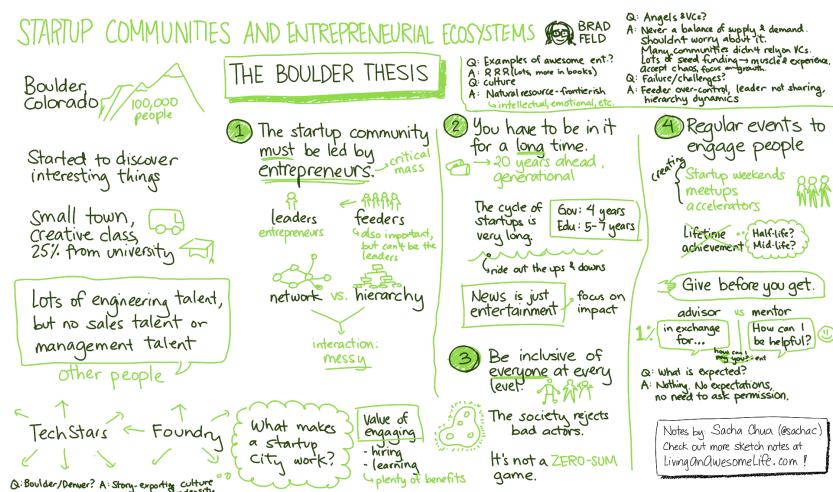 STARTUP COMMUNITIES AND ENTREPRENEURIAL ECOSYSTEMS
BRAD
FELD
Boulder,
Colorado
100,000
people
Started to discover
interesting things
Small town,
creative class,
25% from university
Lots of engineering talent,
but no sales talent or
management talent
other people
TechStars
Foundry
Q: Boulder/Denver? A: Story-exporting culture
density
THE BOULDER THESIS
1 The startup community
must be led by
entrepreneurs.
critical
mass
leaders
entrepreneurs
feeders
also important,
but can't be the
leaders
network vs. hierarchy
interaction:
messy
What makes
a startup
city work?
Value of
engaging
- hiring
- learning
plenty of benefits
Q: Examples of awesome ent.?
A: RRR (Lots, more in books)
Q: culture
A: Natural resource-frontierish
intellectual, emotional, etc.
2 You have to be in it
for a long time.
20 years ahead,
generational
The cycle of
startups is
very long.
Gov: 4 years
Edu: 5-7 years
ride out the ups & downs
News is just
entertainment
focus on
impact
3 Be inclusive of
everyone at every
level.
The society rejects
bad actors.
It's not a ZERO-SUM
game.
Q: Angels & VCs?
A: Never a balance of supply & demand.
Shouldn't worry about it.
Many communities didn't rely on VCs.
Lots of seed funding → muscle & experience,
accept chaos, focus on growth.
Q: Failure/challenges?
A: Feeder over-control, leader not sharing,
hierarchy dynamics
4 Regular events to
engage people
creating
Startup weekends
meetups
accelerators
Lifetime
achievement
Half-life?
Mid-life?
Give before you get.
advisor vs mentor
1%
in exchange
for...
How can I
be helpful?
how can I
pay you?
Q: What is expected?
A: Nothing. No expectations,
no need to ask permission.
Notes by: Sacha Chua (@sachac)
Check out more sketch notes at
LivingAnAwesomeLife.com!